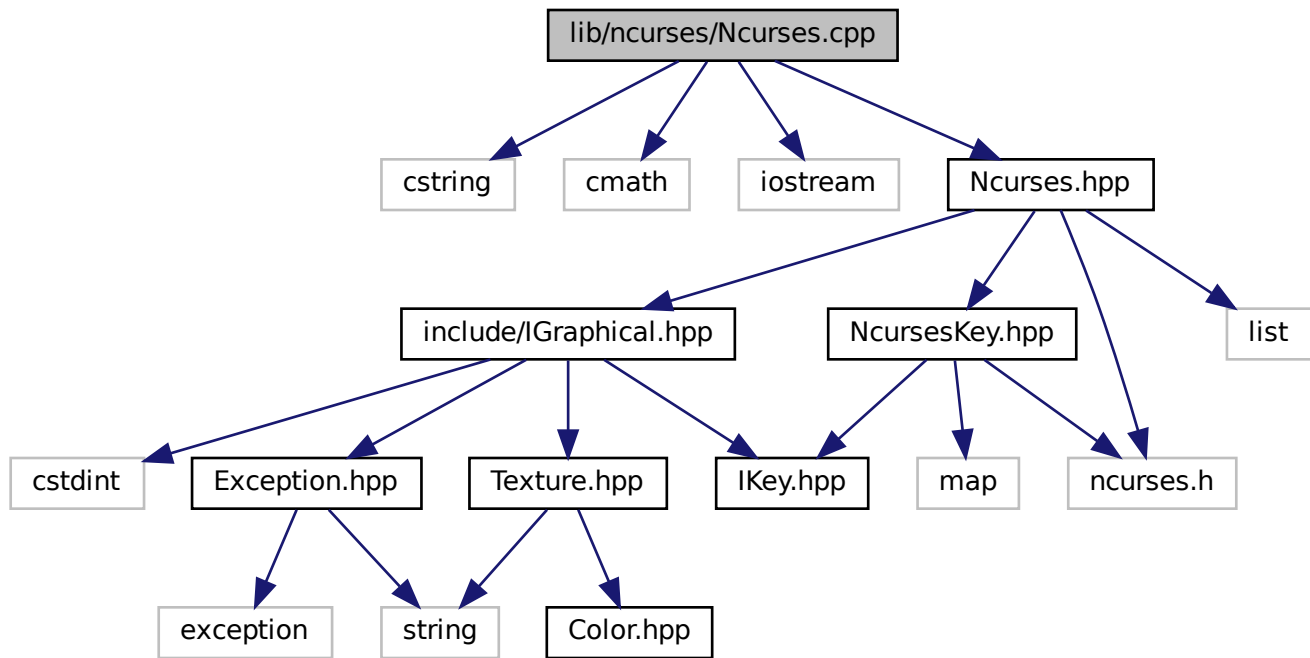 lib/ncurses/Ncurses.cpp
cstring
cmath
iostream
Ncurses.hpp
include/IGraphical.hpp
NcursesKey.hpp
list
cstdint
Exception.hpp
Texture.hpp
IKey.hpp
map
ncurses.h
exception
string
Color.hpp